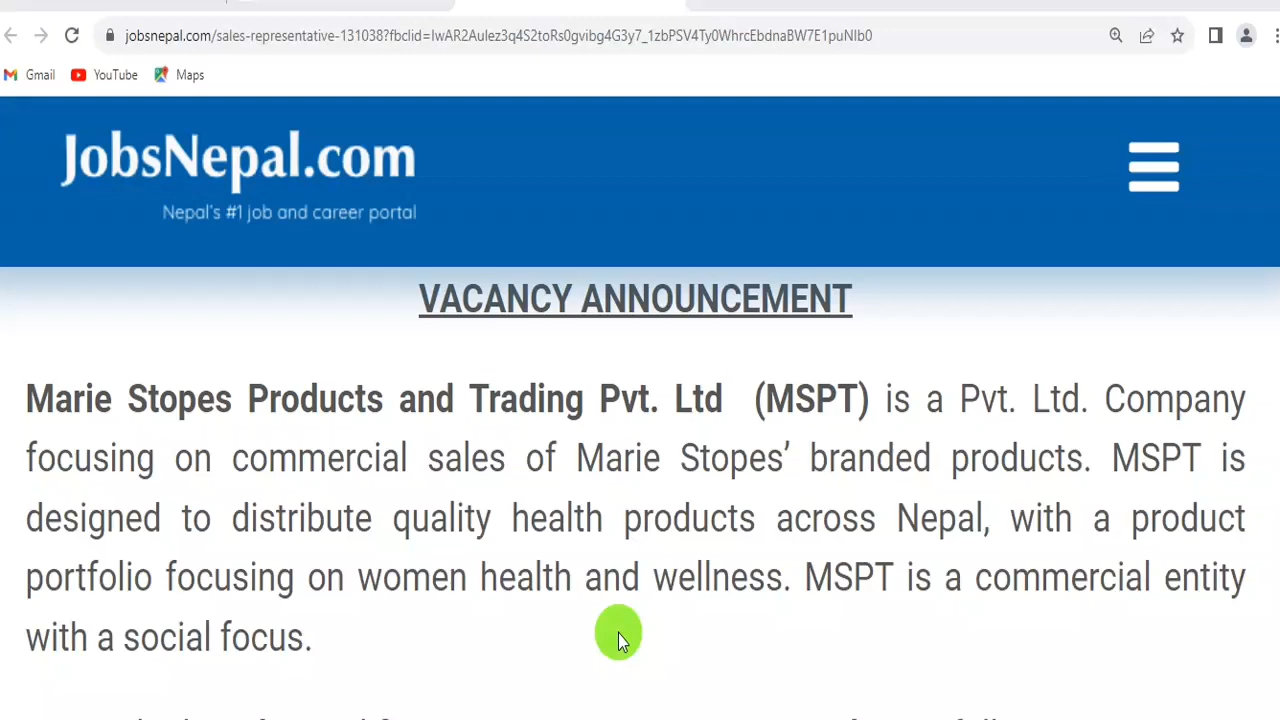 jobsnepal.com/sales-representative-131038?fbclid=IwAR2Aulez3q4S2toRs0gvibg4G3y7_1zbPSV4Ty0WhrcEbdnaBW7E1puNIb0
Gmail YouTube Maps
JobsNepal.com
Nepal's #1 job and career portal
VACANCY ANNOUNCEMENT
Marie Stopes Products and Trading Pvt. Ltd (MSPT) is a Pvt. Ltd. Company
focusing on commercial sales of Marie Stopes’ branded products. MSPT is
designed to distribute quality health products across Nepal, with a product
portfolio focusing on women health and wellness. MSPT is a commercial entity
with a social focus.